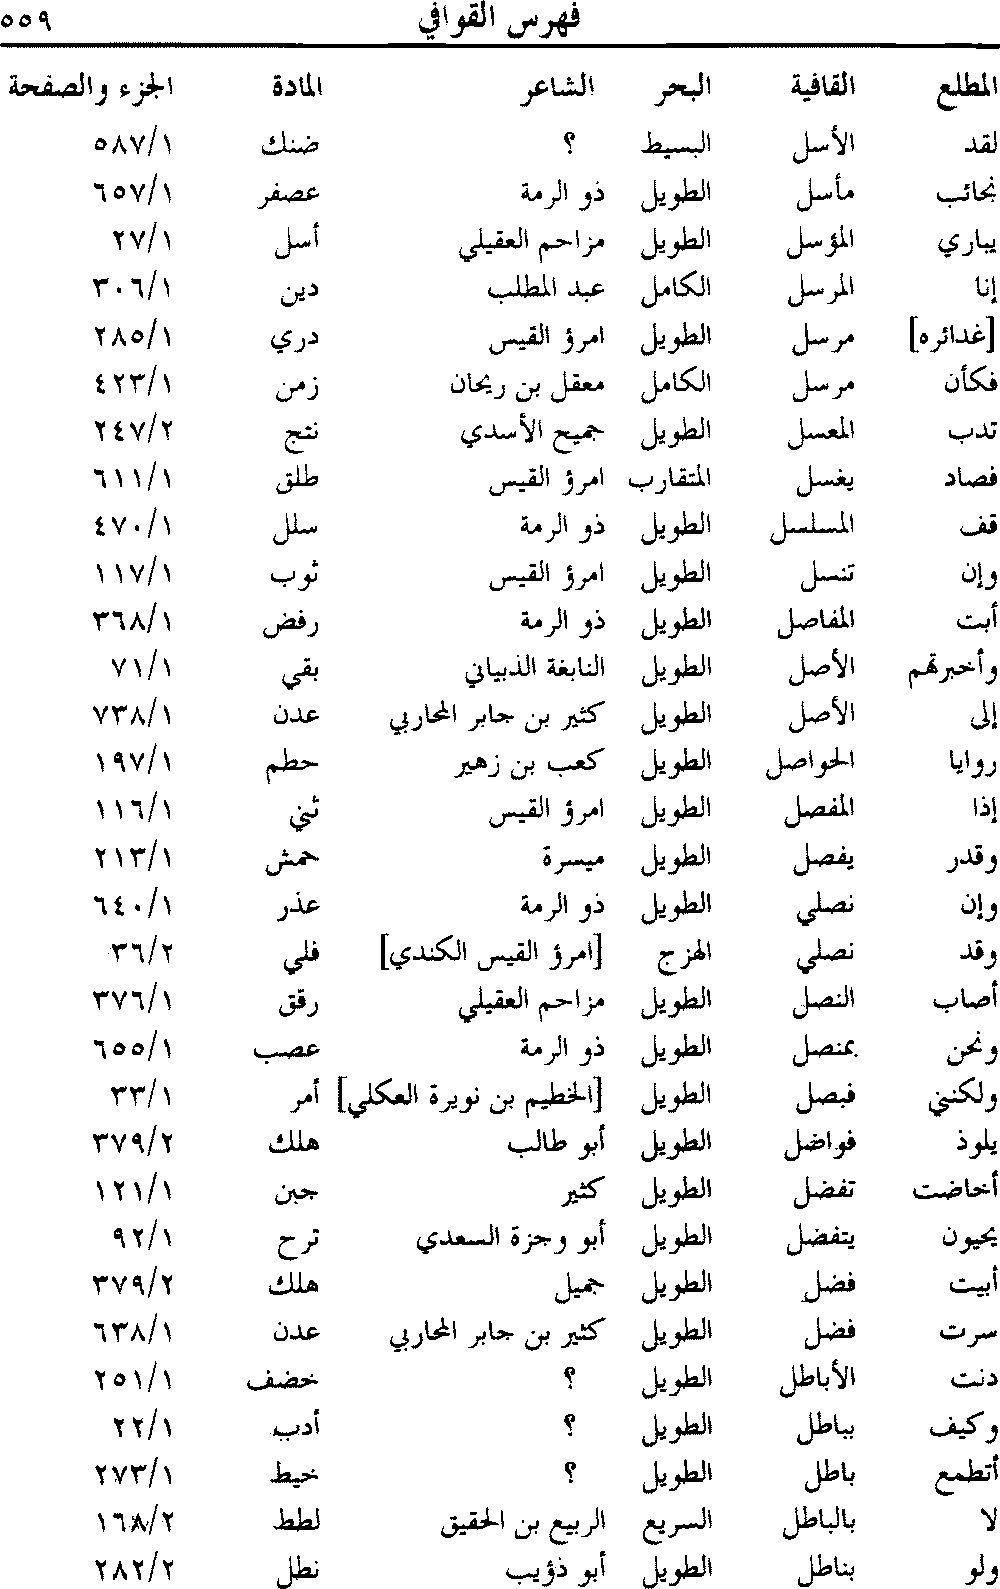 فهرس القوافي ٥٥٩
المطلع القافية البحر الشاعر المادة الجزء والصفحة
لقد الأسل البسيط ؟ ضنك ٥٨٧/١
نجائب مأسل الطويل ذو الرمة عصفر ٦٥٧/١
يباري المؤسل الطويل مزاحم العقيلي أسل ٢٧/١
إنا المرسل الكامل عبد المطلب دين ٣٠٦/١
[غدائره] مرسل الطويل امرؤ القيس دري ٢٨٥/١
فكأن مرسل الكامل معقل بن ريحان زمن ٤٢٣/١
تدب المعسل الطويل جميح الأسدي نثج ٢٤٧/٢
فصاد يغسل المتقارب امرؤ القيس طلق ٦١١/١
قف المسلسل الطويل ذو الرمة سلل ٤٧٠/١
وإن تنسل الطويل امرؤ القيس ثوب ١١٧/١
أبت المفاصل الطويل ذو الرمة رفض ٣٦٨/١
وأخبرتهم الأصل الطويل النابغة الذبياني بقي ٧١/١
إلى الأصل الطويل كثير بن جابر المحاربي عدن ٧٣٨/١
روايا الحواصل الطويل كعب بن زهير حطم ١٩٧/١
إذا المفصل الطويل امرؤ القيس ثني ١١٦/١
وقدر يفصل الطويل ميسرة حمش ٢١٣/١
وإن نصلي الطويل ذو الرمة عذر ٦٤٠/١
وقد نصلي الهزج [امرؤ القيس الكندي] فلي ٣٦/٢
أصاب النصل الطويل مزاحم العقيلي رقق ٣٧٦/١
ونحن بمنصل الطويل ذو الرمة عصب ٦٥٥/١
ولكنني فبصل الطويل [الخطيم بن نويرة العكلي] أمر ٣٣/١
يلوذ فواضل الطويل أبو طالب هلك ٣٧٩/٢
أخاضت تفضل الطويل كثير جبن ١٢١/١
يحيون يتفضل الطويل أبو وجزة السعدي ترح ٩٢/١
أبيت فضل الطويل جميل هلك ٣٧٩/٢
سرت فضل الطويل كثير بن جابر المحاربي عدن ٦٣٨/١
دنت الأباطل الطويل ؟ خضف ٢٥١/١
وكيف بباطل الطويل ؟ أدب ٢٢/١
أتطمع باطل الطويل ؟ خيط ٢٧٣/١
لا بالباطل السريع الربيع بن الحقيق لطط ١٦٨/٢
ولو بناطل الطويل أبو ذؤيب نطل ٢٨٢/٢